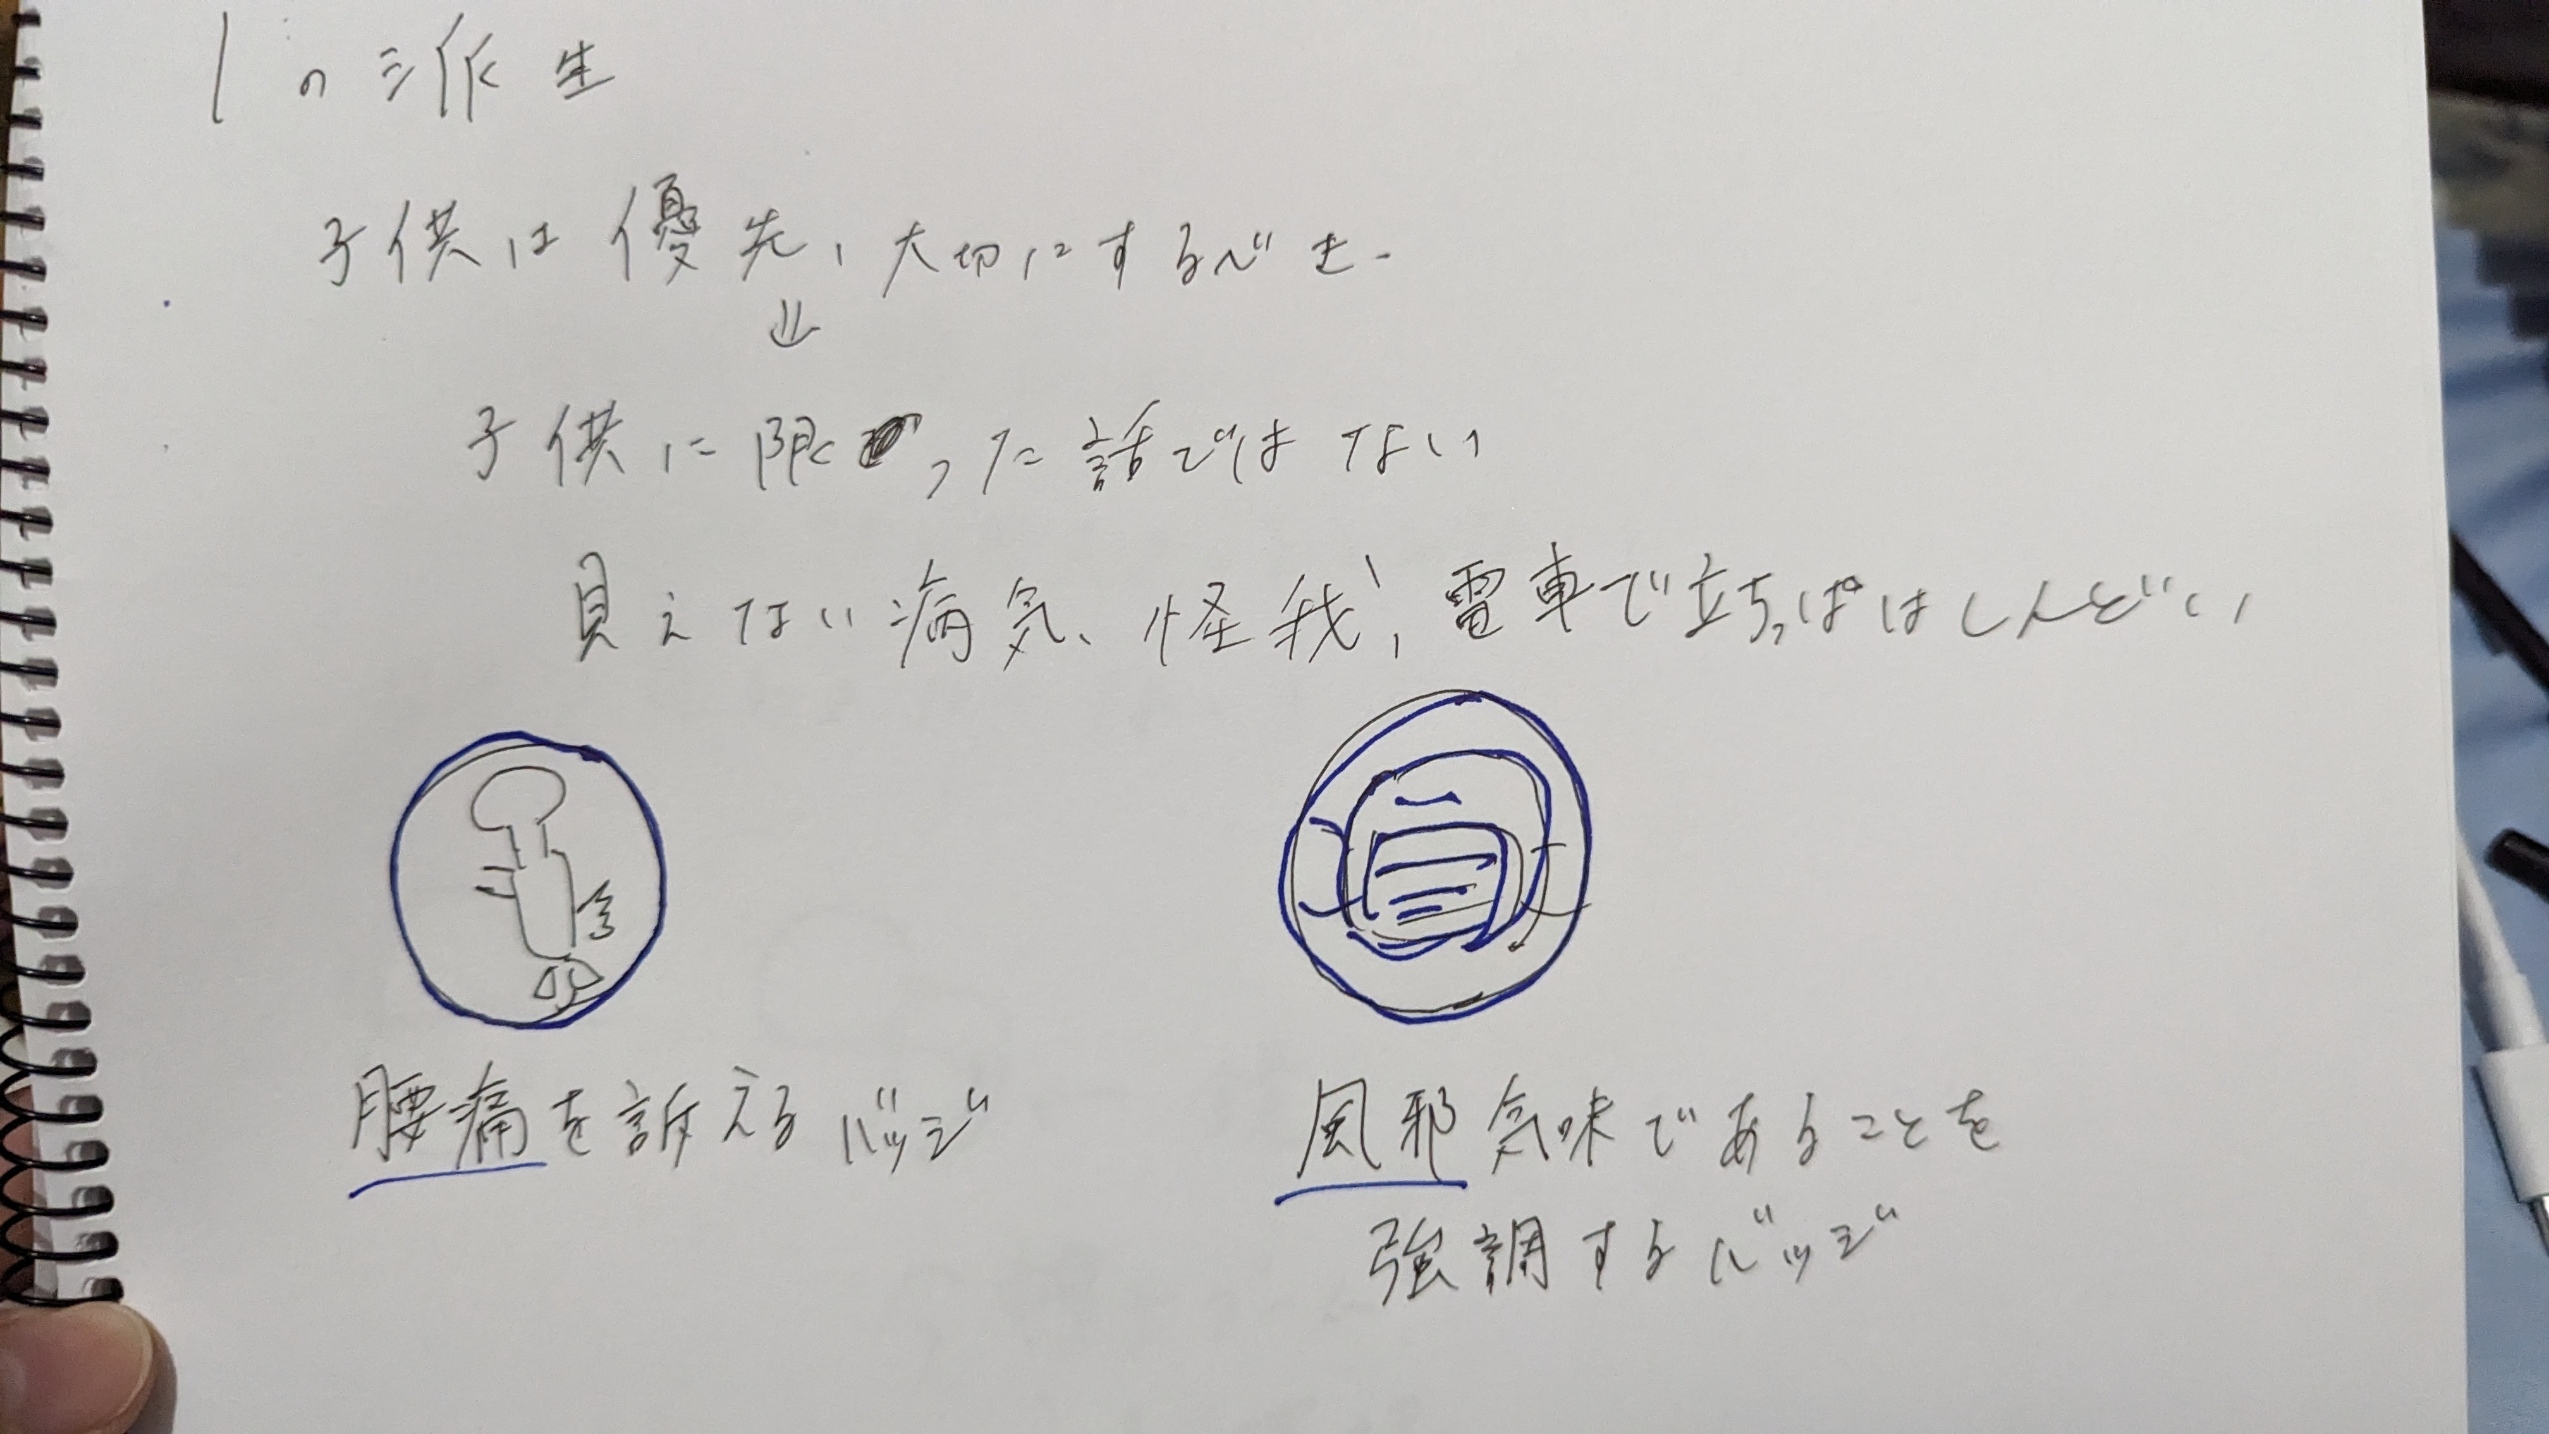 1の派生
子供は優先、大切にするべき.
⇓
子供に限った話ではない
見えない病気、怪我、電車で立ちっぱはしんどい
腰痛を訴えるバッジ
風邪気味であることを
強調するバッジ